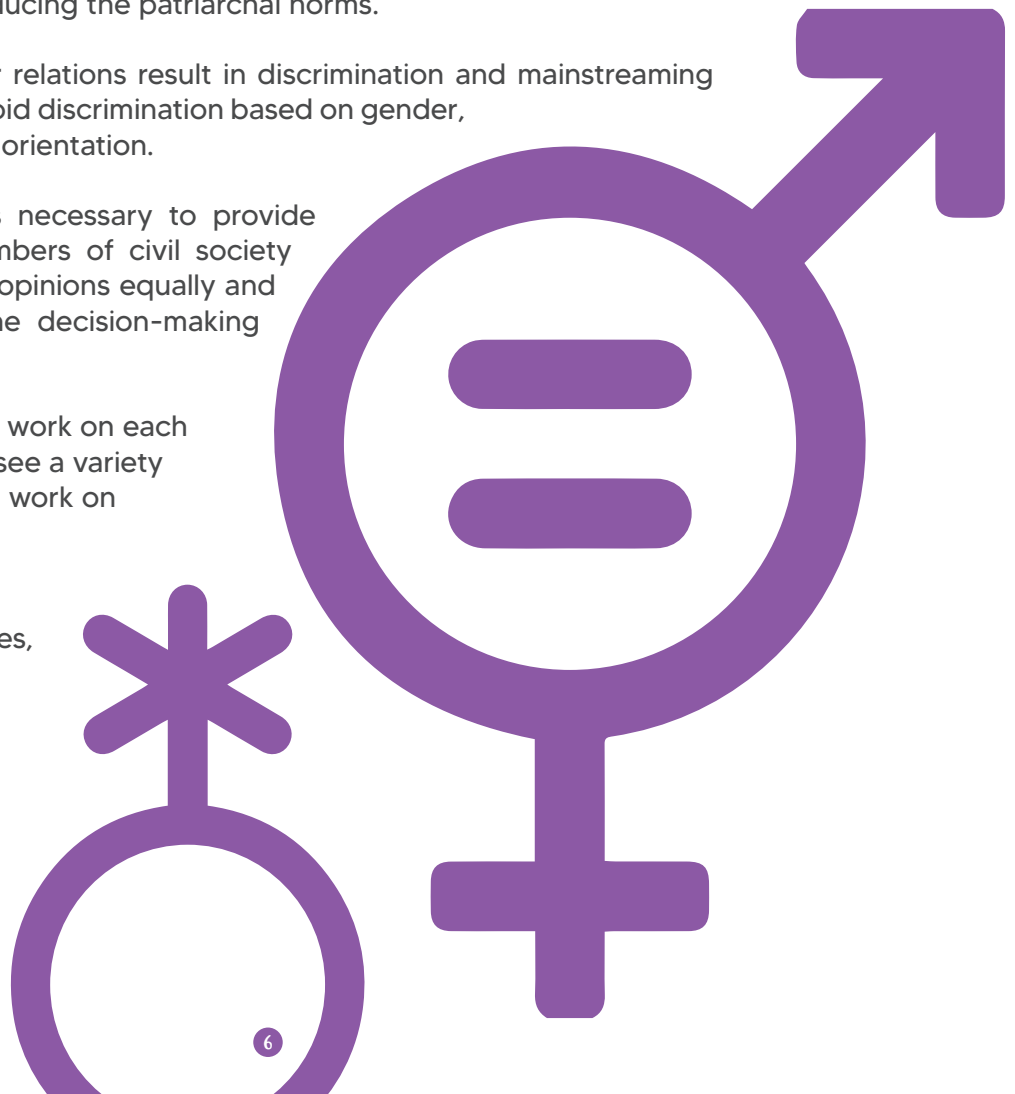 ucing the patriarchal norms.
relations result in discrimination and mainstreaming
oid discrimination based on gender,
orientation.
necessary to provide
mbers of civil society
opinions equally and
ne decision-making
work on each
see a variety
work on
es,
6